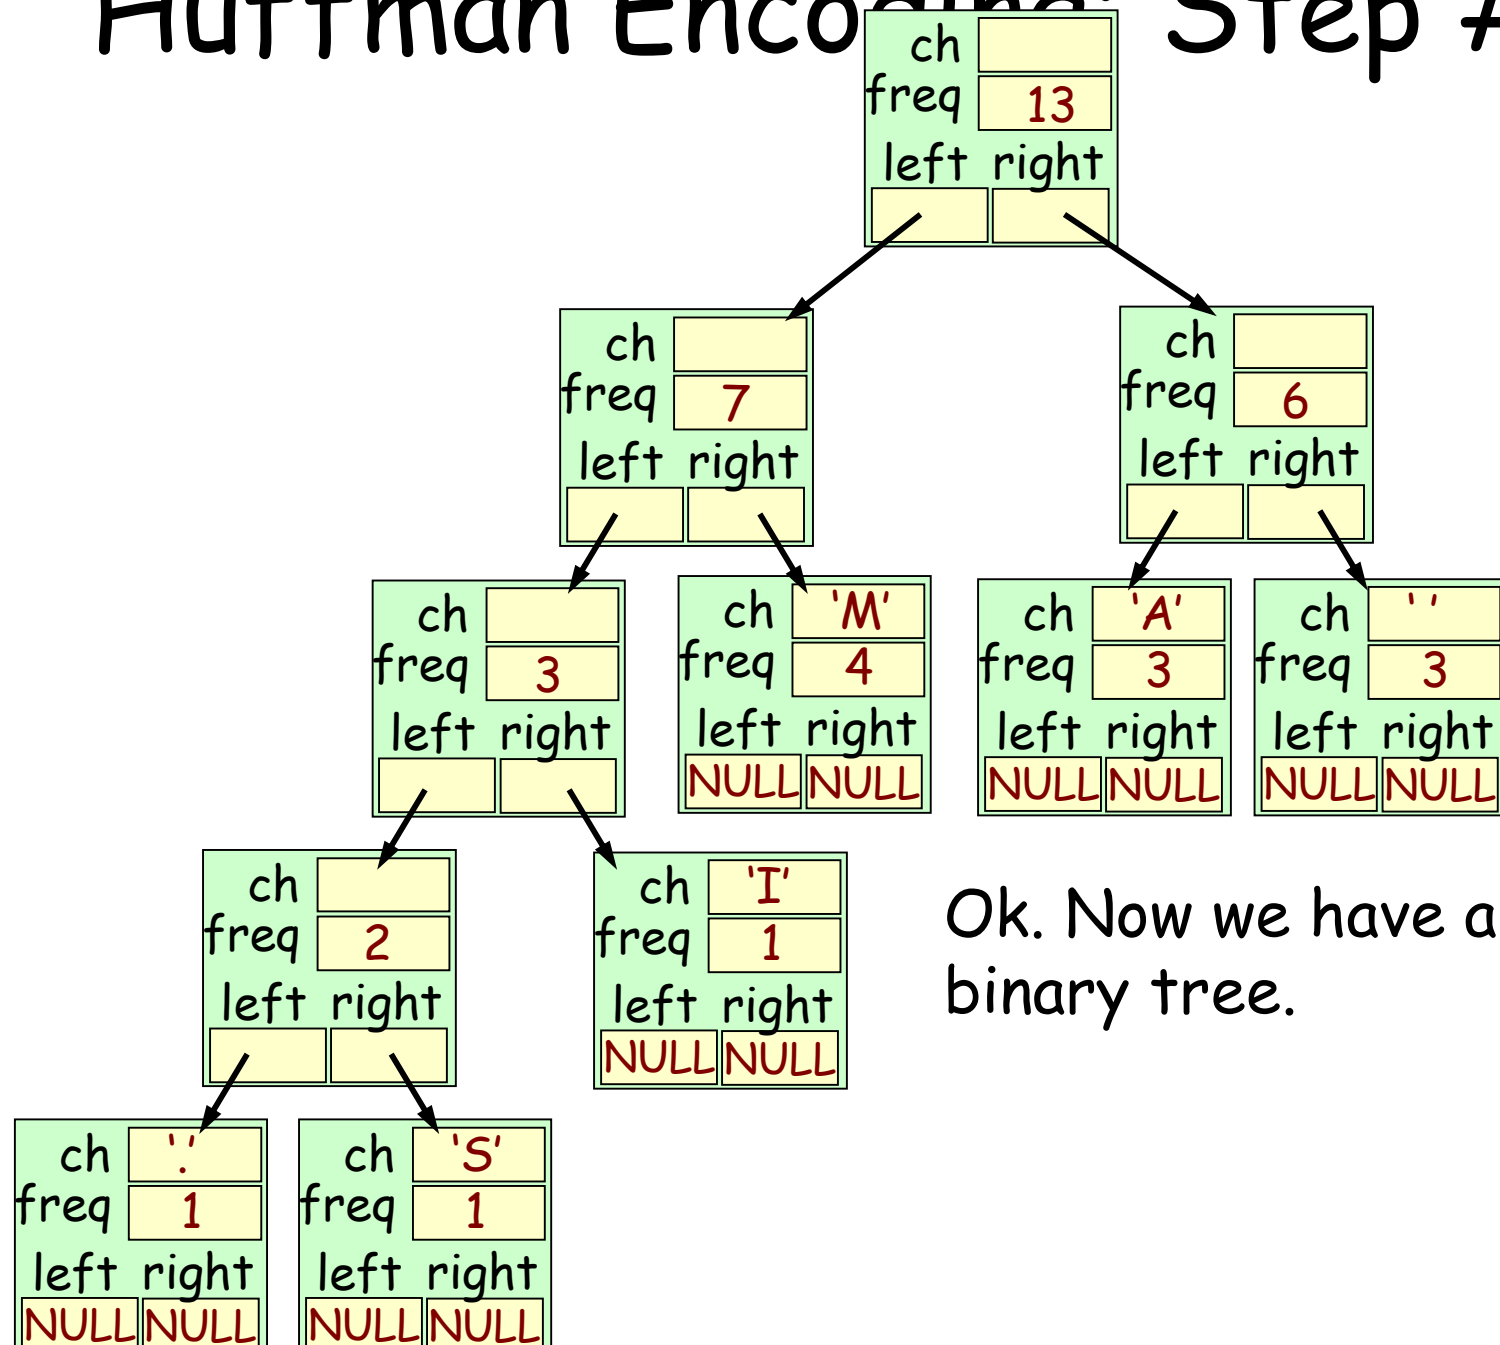 Huffman Encoding: Step #
ch
freq 13
left right
ch
freq 7
left right
ch
freq 6
left right
ch
freq 3
left right
ch 'M'
freq 4
left right
NULL NULL
ch 'A'
freq 3
left right
NULL NULL
ch ' '
freq 3
left right
NULL NULL
ch
freq 2
left right
ch 'I'
freq 1
left right
NULL NULL
Ok. Now we have a
binary tree.
ch '.'
freq 1
left right
NULL NULL
ch 'S'
freq 1
left right
NULL NULL